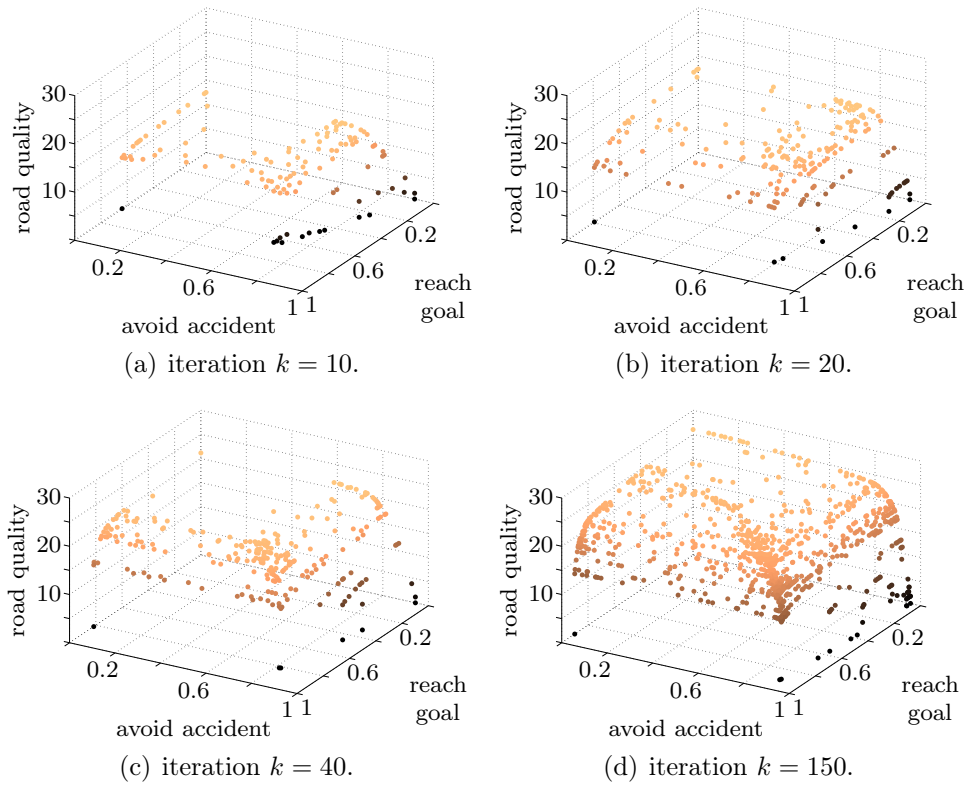 30
20
10
road quality
0.2
0.6
1
1
0.6
0.2
avoid accident
reach
goal
(a) iteration k = 10.
30
20
10
road quality
0.2
0.6
1
1
0.6
0.2
avoid accident
reach
goal
(b) iteration k = 20.
30
20
10
road quality
0.2
0.6
1
1
0.6
0.2
avoid accident
reach
goal
(c) iteration k = 40.
30
20
10
road quality
0.2
0.6
1
1
0.6
0.2
avoid accident
reach
goal
(d) iteration k = 150.